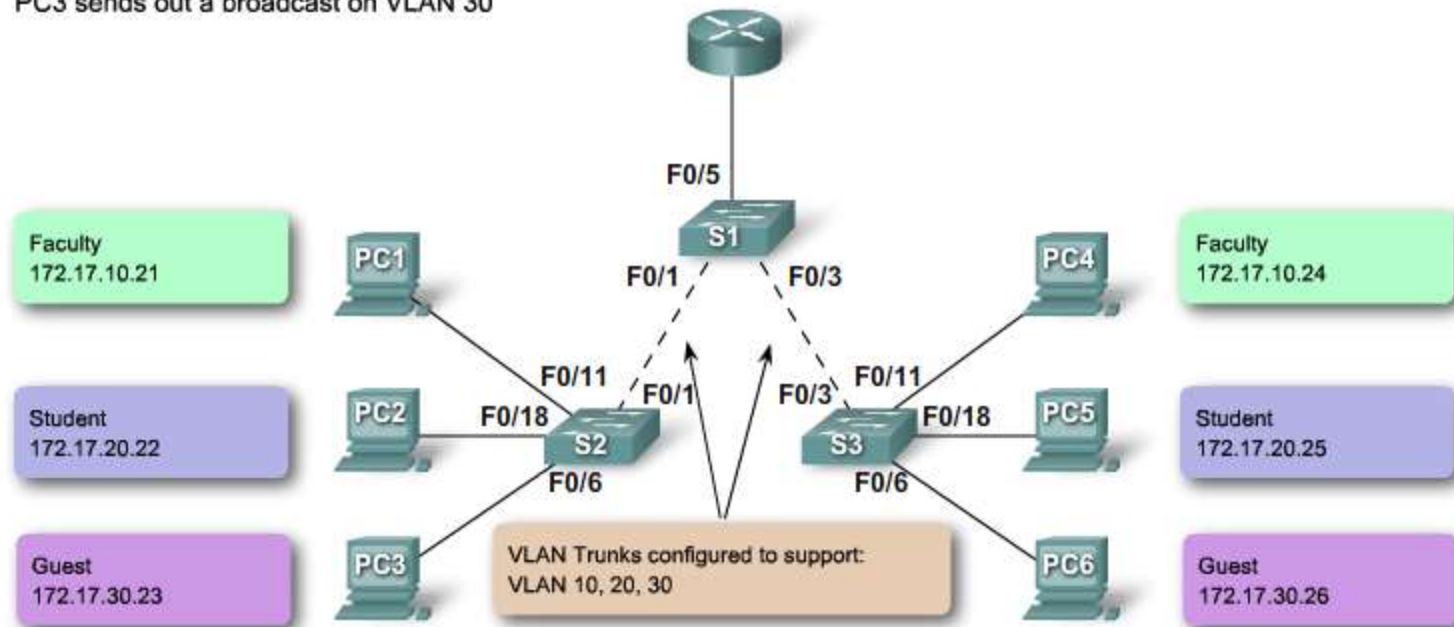 PC3 sends out a broadcast on VLAN 30
F0/5
S1
F0/1
F0/3
Faculty
172.17.10.21
PC1
PC4
Faculty
172.17.10.24
F0/11
F0/1
F0/3
F0/11
Student
172.17.20.22
PC2
F0/18
S2
S3
F0/18
PC5
Student
172.17.20.25
F0/6
F0/6
Guest
172.17.30.23
PC3
VLAN Trunks configured to support:
VLAN 10, 20, 30
PC6
Guest
172.17.30.26